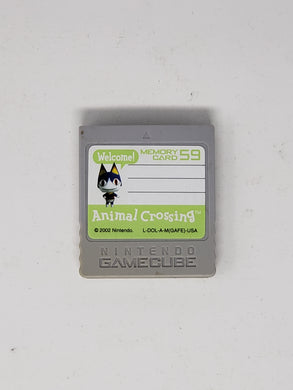 Welcome!
MEMORY
CARD 59
Animal Crossing™
© 2002 Nintendo. L-DOL-A-M(GAFE)-USA
NINTENDO
GAMECUBE